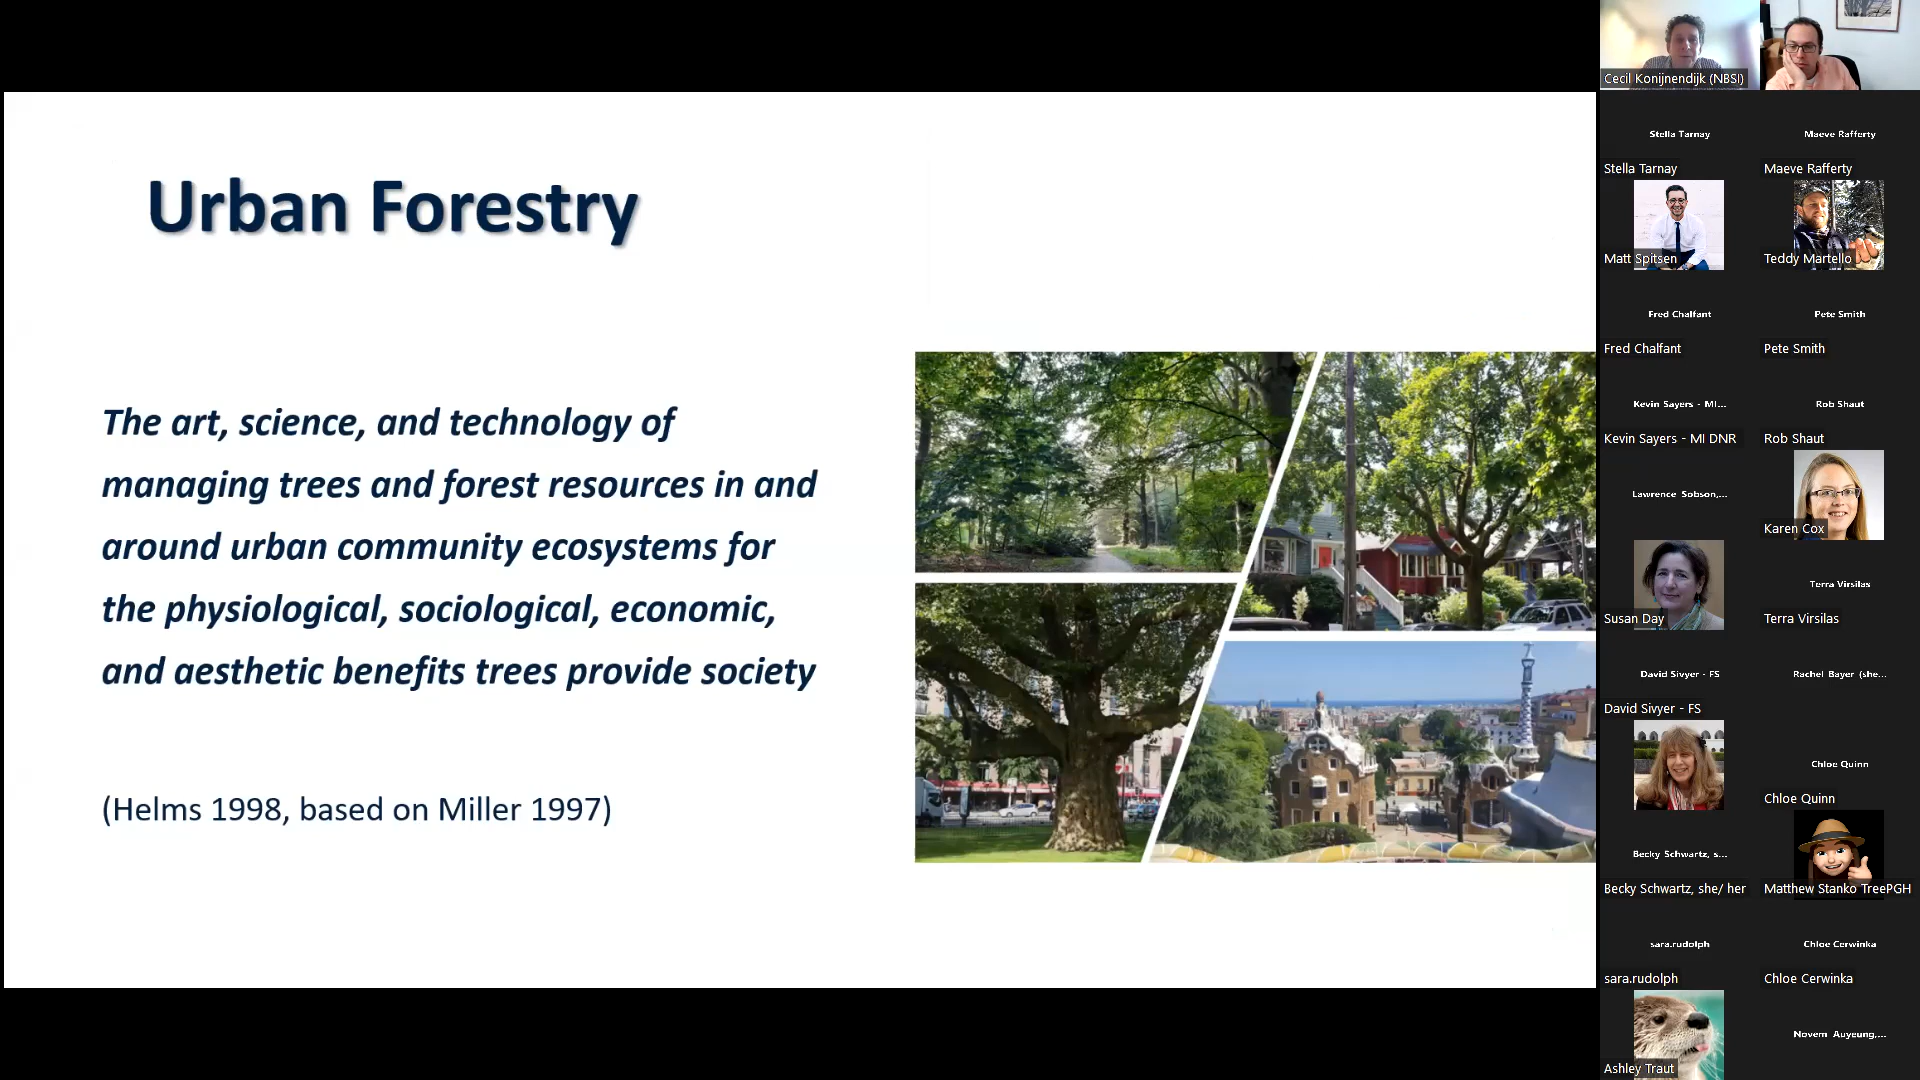 Urban Forestry
The art, science, and technology of
managing trees and forest resources in and
around urban community ecosystems for
the physiological, sociological, economic,
and aesthetic benefits trees provide society
(Helms 1998, based on Miller 1997)
Cecil Konijnendijk (NBSI)
Stella Tarnay
Maeve Rafferty
Stella Tarnay
Maeve Rafferty
Matt Spitsen
Teddy Martello
Fred Chalfant
Pete Smith
Fred Chalfant
Pete Smith
Kevin Sayers - MI...
Rob Shaut
Kevin Sayers - MI DNR
Rob Shaut
Lawrence Sobson,...
Karen Cox
Terra Virsilas
Susan Day
Terra Virsilas
David Sivyer - FS
Rachel Bayer (she...
David Sivyer - FS
Chloe Quinn
Chloe Quinn
Becky Schwartz, s...
Becky Schwartz, she/ her
Matthew Stanko TreePGH
sara.rudolph
Chloe Cerwinka
sara.rudolph
Chloe Cerwinka
Novem Auyeung,...
Ashley Traut